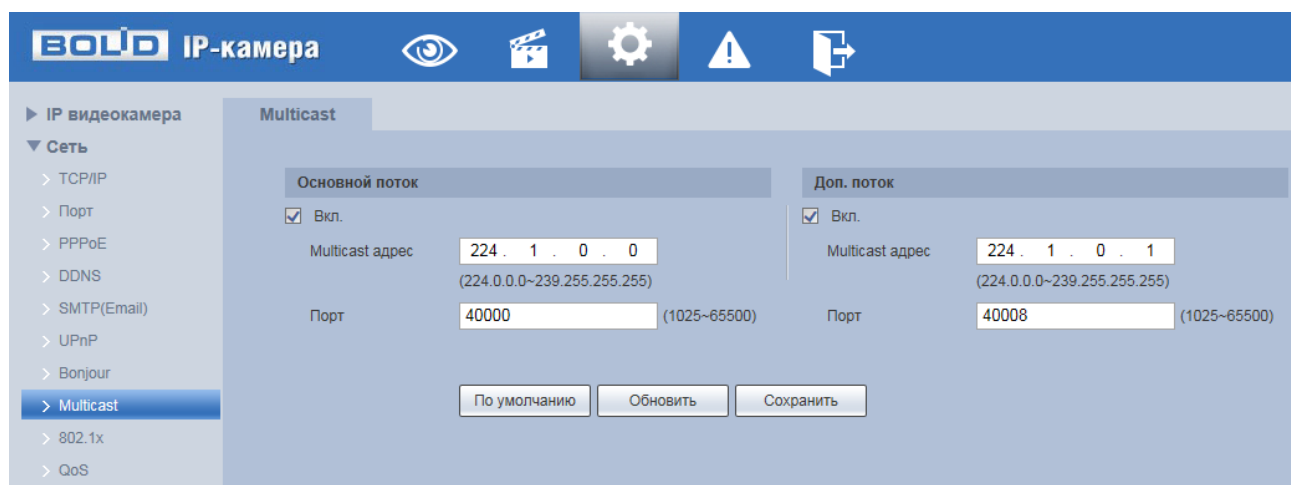 BOLID IP-камера
IP видеокамера
Сеть
TCP/IP
Порт
PPPoE
DDNS
SMTP(Email)
UPnP
Bonjour
Multicast
802.1x
QoS
Multicast
Основной поток
Вкл.
Multicast адрес 224. 1 . 0 . 0
(224.0.0.0~239.255.255.255)
Порт 40000 (1025~65500)
Доп. поток
Вкл.
Multicast адрес 224. 1 . 0 . 1
(224.0.0.0~239.255.255.255)
Порт 40008 (1025~65500)
По умолчанию Обновить Сохранить